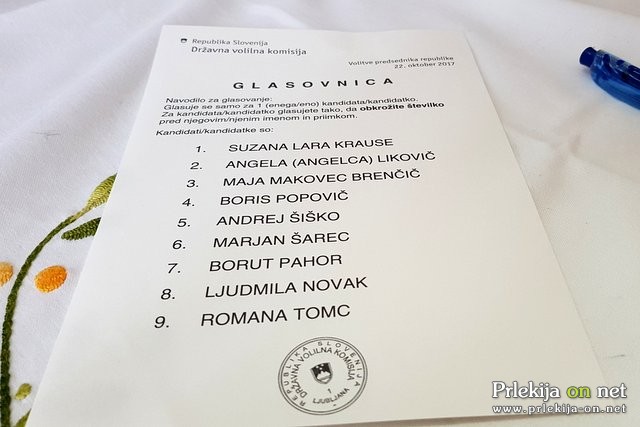 Republika Slovenija
Državna volilna komisija
Volitve predsednika republike
22. oktober 2017
GLASOVNICA
Navodilo za glasovanje:
Glasuje se samo za 1 (enega/eno) kandidata/kandidatko.
Za kandidata/kandidatko glasujete tako, da obkrožite številko
pred njegovim/njenim imenom in priimkom.
Kandidati/kandidatke so:
1. SUZANA LARA KRAUSE
2. ANGELA (ANGELCA) LIKOVIČ
3. MAJA MAKOVEC BRENČIČ
4. BORIS POPOVIČ
5. ANDREJ ŠIŠKO
6. MARJAN ŠAREC
7. BORUT PAHOR
8. LJUDMILA NOVAK
9. ROMANA TOMC
REPUBLIKA SLOVENIJA
DRŽAVNA VOLILNA KOMISIJA
1
LJUBLJANA
Prlekija on net
www.prlekija-on.net